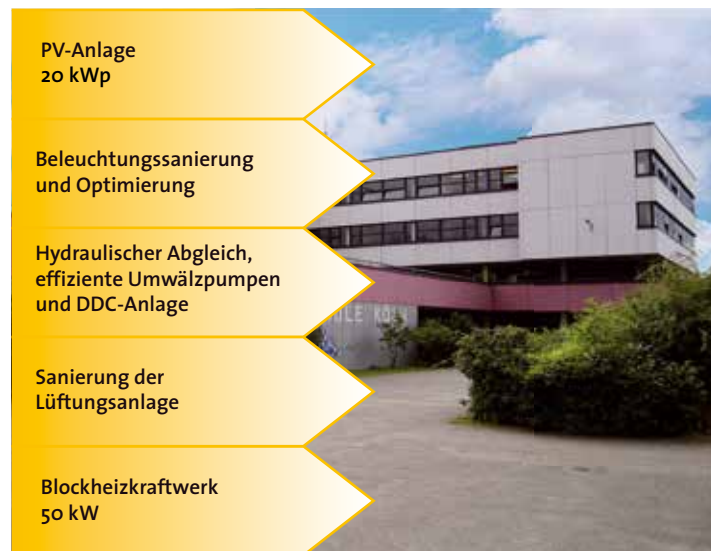 PV-Anlage
20 kWp
Beleuchtungssanierung
und Optimierung
Hydraulischer Abgleich,
effiziente Umwälzpumpen
und DDC-Anlage
Sanierung der
Lüftungsanlage
Blockheizkraftwerk
50 kW